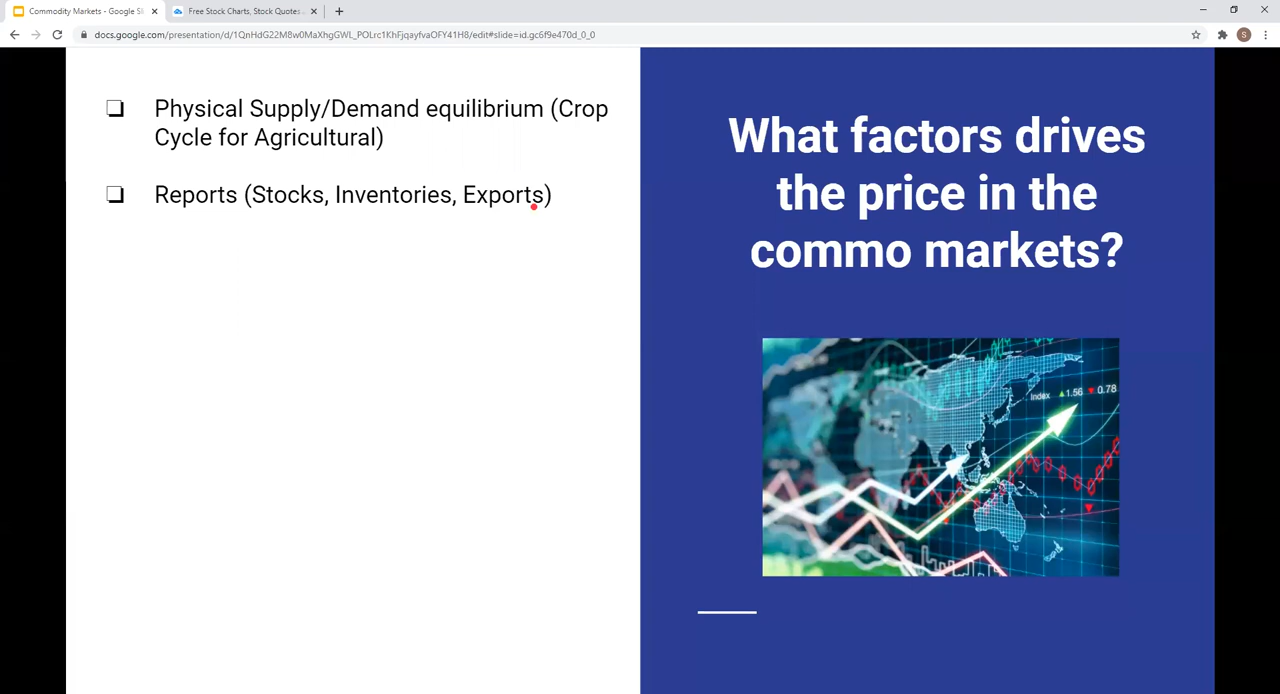 Commodity Markets - Google Sl
Free Stock Charts, Stock Quotes
docs.google.com/presentation/d/1QnHdG22M8w0MaXhgGWL_POLrc1KhFjqayfvaOFY41H8/edit#slide=id.gc6f9e470d_0_0
S
Physical Supply/Demand equilibrium (Crop
Cycle for Agricultural)
Reports (Stocks, Inventories, Exports)
What factors drives
the price in the
commo markets?
Index ▲1.56 ▼ 0.78